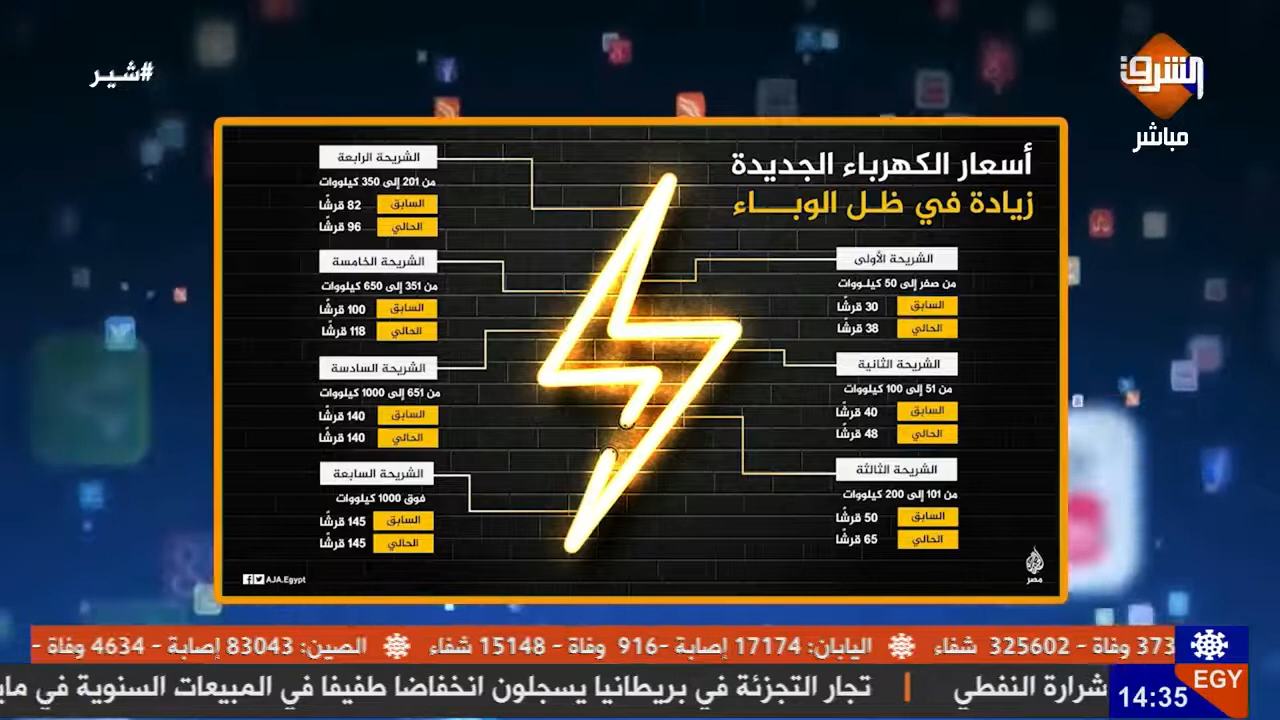 #شير
الشرق
مباشر
أسعار الكهرباء الجديدة
زيادة في ظل الوباء
الشريحة الأولى
من صفر إلى 50 كيلووات
السابق 30 قرشًا
الحالي 38 قرشًا
الشريحة الثانية
من 51 إلى 100 كيلووات
السابق 40 قرشًا
الحالي 48 قرشًا
الشريحة الثالثة
من 101 إلى 200 كيلووات
السابق 50 قرشًا
الحالي 65 قرشًا
الشريحة الرابعة
من 201 إلى 350 كيلووات
السابق 82 قرشًا
الحالي 96 قرشًا
الشريحة الخامسة
من 351 إلى 650 كيلووات
السابق 100 قرشًا
الحالي 118 قرشًا
الشريحة السادسة
من 651 إلى 1000 كيلووات
السابق 140 قرشًا
الحالي 140 قرشًا
الشريحة السابعة
فوق 1000 كيلووات
السابق 145 قرشًا
الحالي 145 قرشًا
مصر
AJA.Egypt
373 وفاة – 325602 شفاء اليابان: 17174 إصابة –916 وفاة – 15148 شفاء الصين: 83043 إصابة – 4634 وفاة –
شرارة النفطي | تجار التجزئة في بريطانيا يسجلون انخفاضا طفيفا في المبيعات السنوية في
EGY
14:35